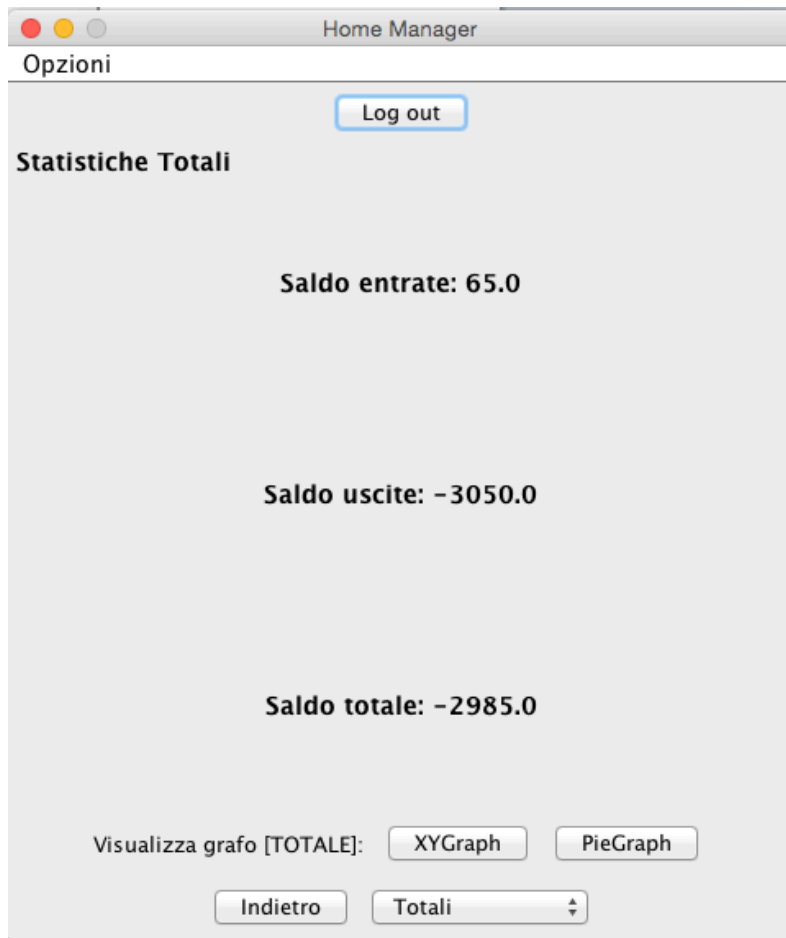 Home Manager
Opzioni
Log out
Statistiche Totali
Saldo entrate: 65.0
Saldo uscite: -3050.0
Saldo totale: -2985.0
Visualizza grafo [TOTALE]: XYGraph PieGraph
Indietro Totali